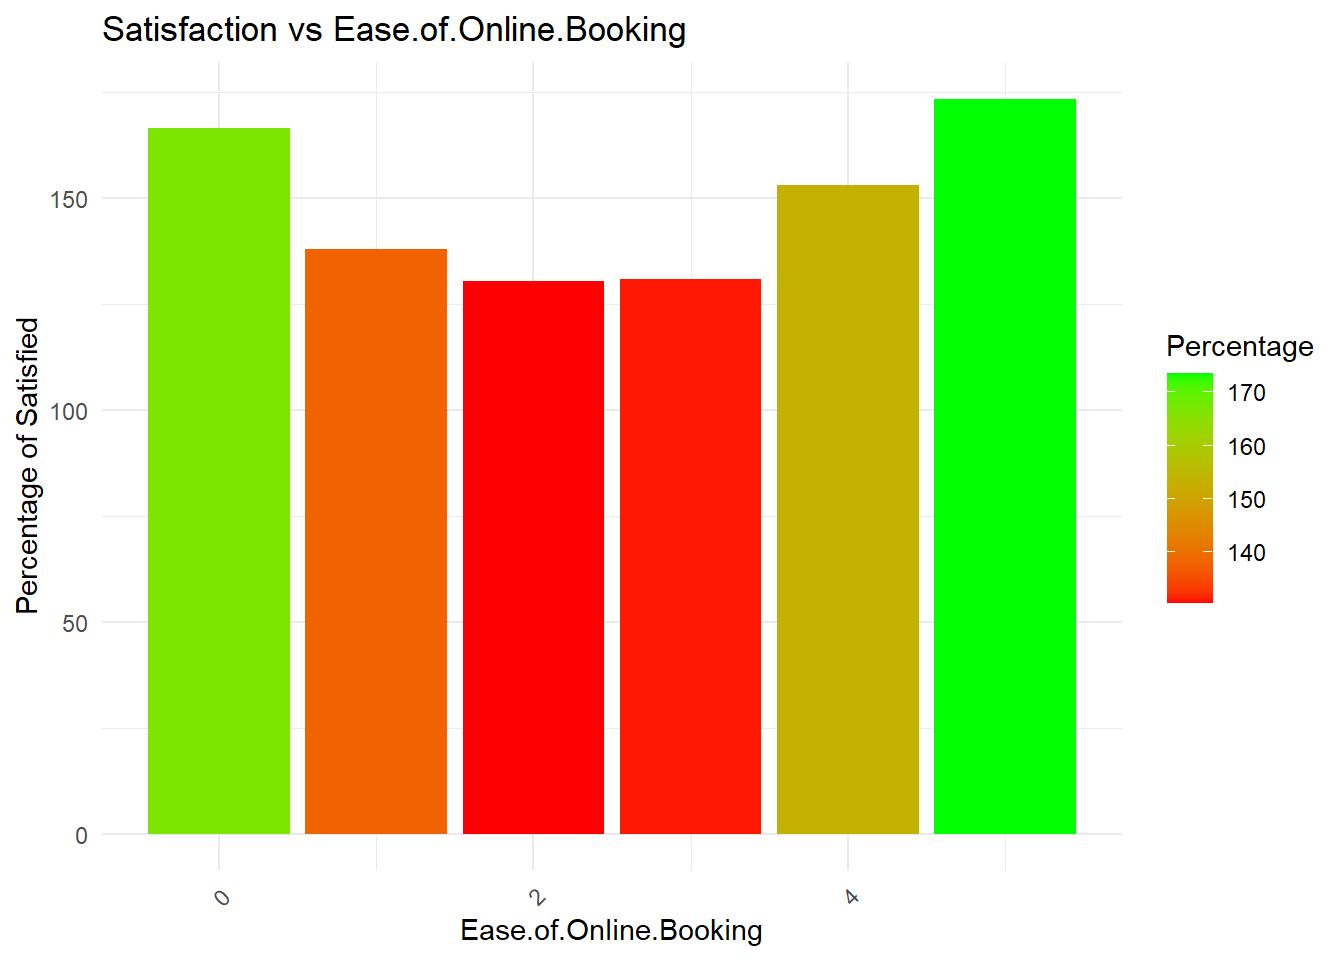 Satisfaction vs Ease.of.Online.Booking
Percentage of Satisfied
150
100
50
0
0
2
4
Ease.of.Online.Booking
Percentage
170
160
150
140